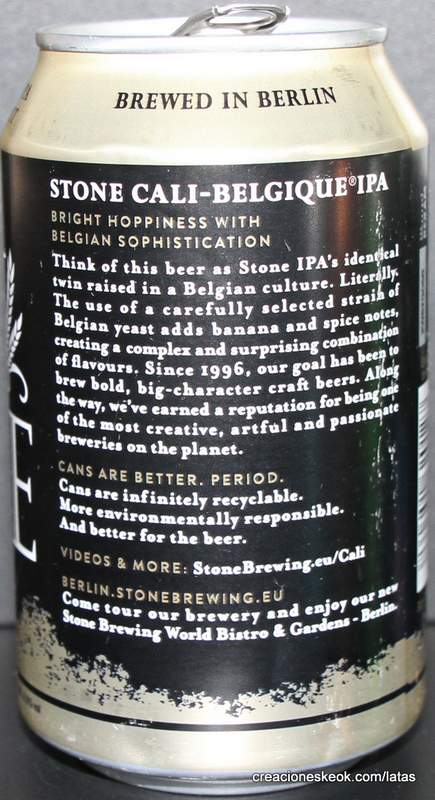 BREWED IN BERLIN
STONE CALI-BELGIQUE® IPA
BRIGHT HOPPINESS WITH
BELGIAN SOPHISTICATION
Think of this beer as Stone IPA's identical
twin raised in a Belgian culture. Literally.
The use of a carefully selected strain of
Belgian yeast adds banana and spice notes,
creating a complex and surprising combination
of flavours. Since 1996, our goal has been to
brew bold, big-character craft beers. Along
the way, we've earned a reputation for being one
of the most creative, artful and passionate
breweries on the planet.
CANS ARE BETTER. PERIOD.
Cans are infinitely recyclable.
More environmentally responsible.
And better for the beer.
VIDEOS & MORE: StoneBrewing.eu/Cali
BERLIN.STONEBREWING.EU
Come tour our brewery and enjoy our new
Stone Brewing World Bistro & Gardens - Berlin.
creacioneskeok.com/latas